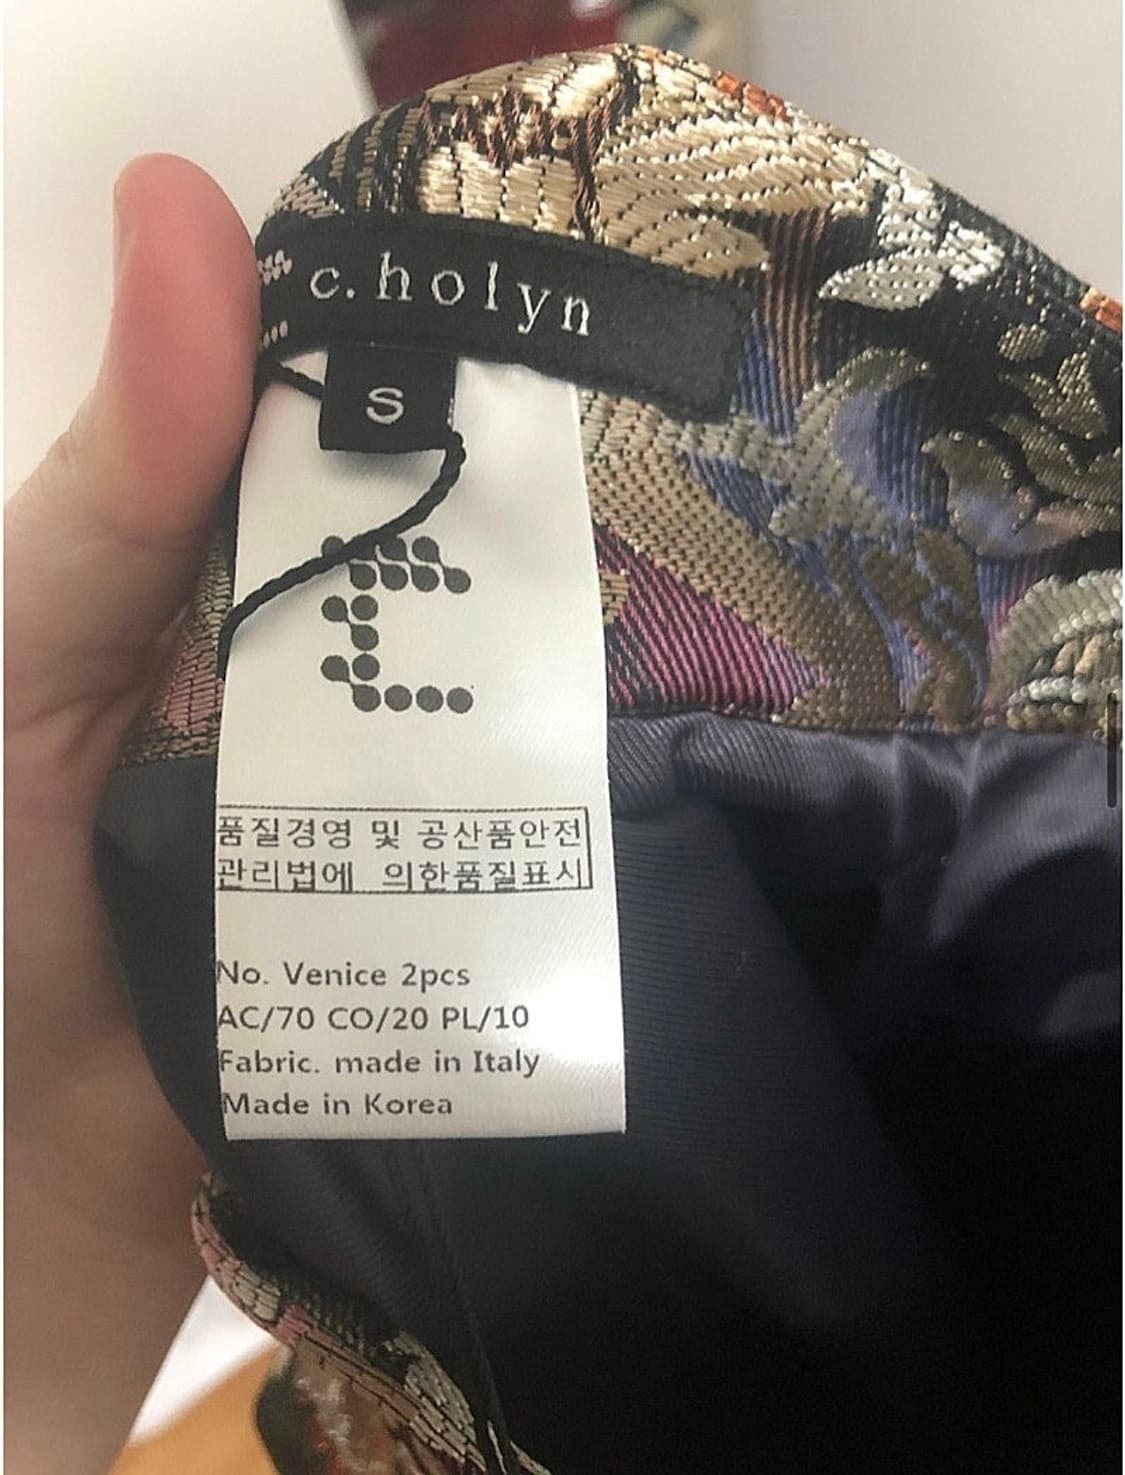 c.holyn
S
품질경영 및 공산품안전
관리법에 의한품질표시
No. Venice 2pcs
AC/70 CO/20 PL/10
Fabric. made in Italy
Made in Korea